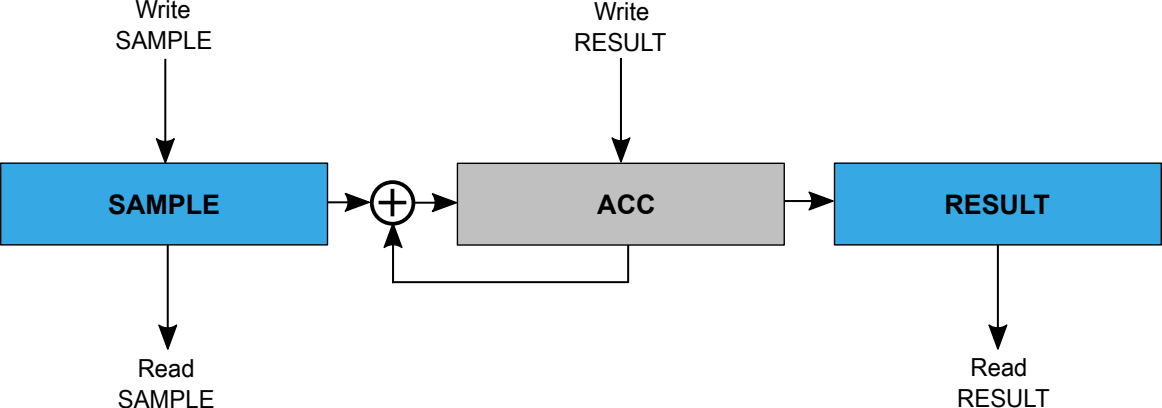 Write
SAMPLE
Write
RESULT
SAMPLE
ACC
RESULT
Read
SAMPLE
Read
RESULT